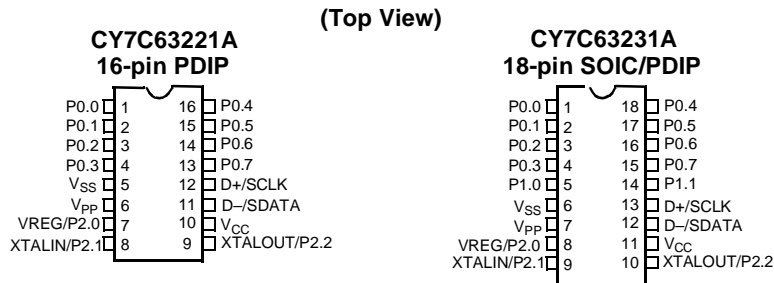 (Top View)
CY7C63221A
16-pin PDIP
P0.0 1 16 P0.4
P0.1 2 15 P0.5
P0.2 3 14 P0.6
P0.3 4 13 P0.7
VSS 5 12 D+/SCLK
VPP 6 11 D–/SDATA
VREG/P2.0 7 10 VCC
XTALIN/P2.1 8 9 XTALOUT/P2.2
CY7C63231A
18-pin SOIC/PDIP
P0.0 1 18 P0.4
P0.1 2 17 P0.5
P0.2 3 16 P0.6
P0.3 4 15 P0.7
P1.0 5 14 P1.1
VSS 6 13 D+/SCLK
VPP 7 12 D–/SDATA
VREG/P2.0 8 11 VCC
XTALIN/P2.1 9 10 XTALOUT/P2.2